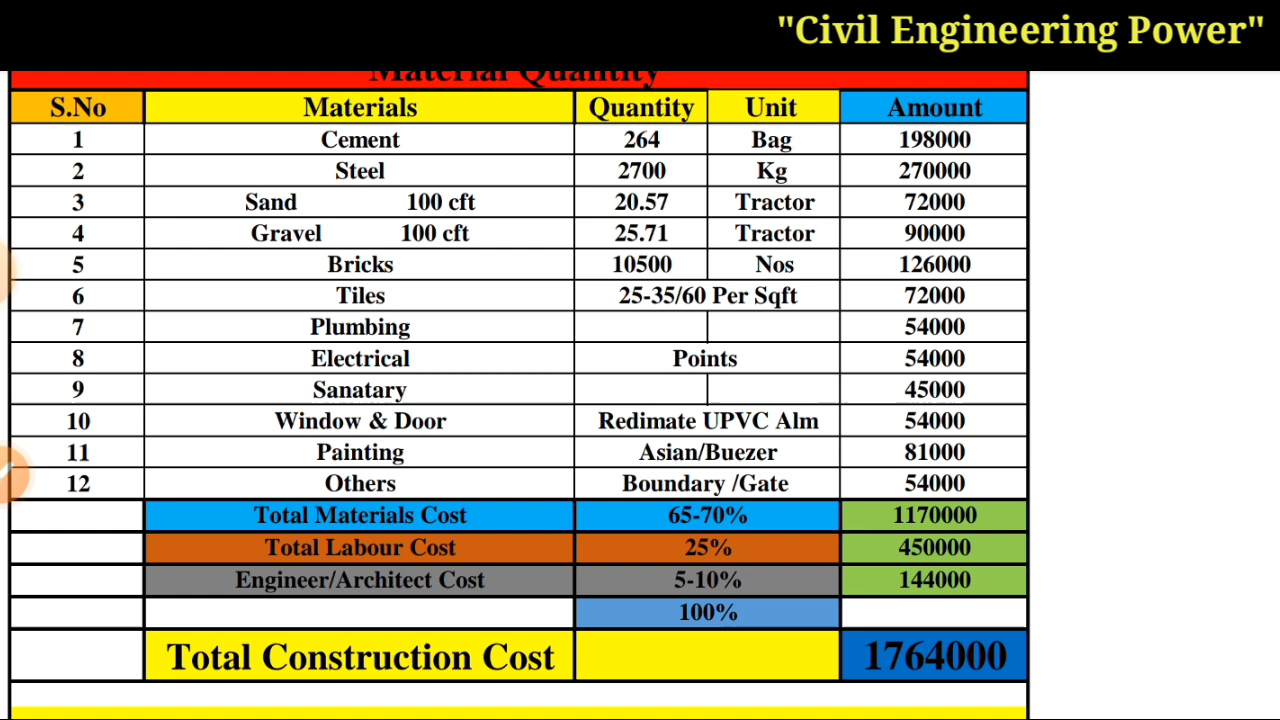 "Civil Engineering Power"
Material Quantity
S.No Materials Quantity Unit Amount
1 Cement 264 Bag 198000
2 Steel 2700 Kg 270000
3 Sand 100 cft 20.57 Tractor 72000
4 Gravel 100 cft 25.71 Tractor 90000
5 Bricks 10500 Nos 126000
6 Tiles 25-35/60 Per Sqft 72000
7 Plumbing 54000
8 Electrical Points 54000
9 Sanatary 45000
10 Window & Door Redimate UPVC Alm 54000
11 Painting Asian/Buezer 81000
12 Others Boundary /Gate 54000
Total Materials Cost 65-70% 1170000
Total Labour Cost 25% 450000
Engineer/Architect Cost 5-10% 144000
100%
Total Construction Cost 1764000